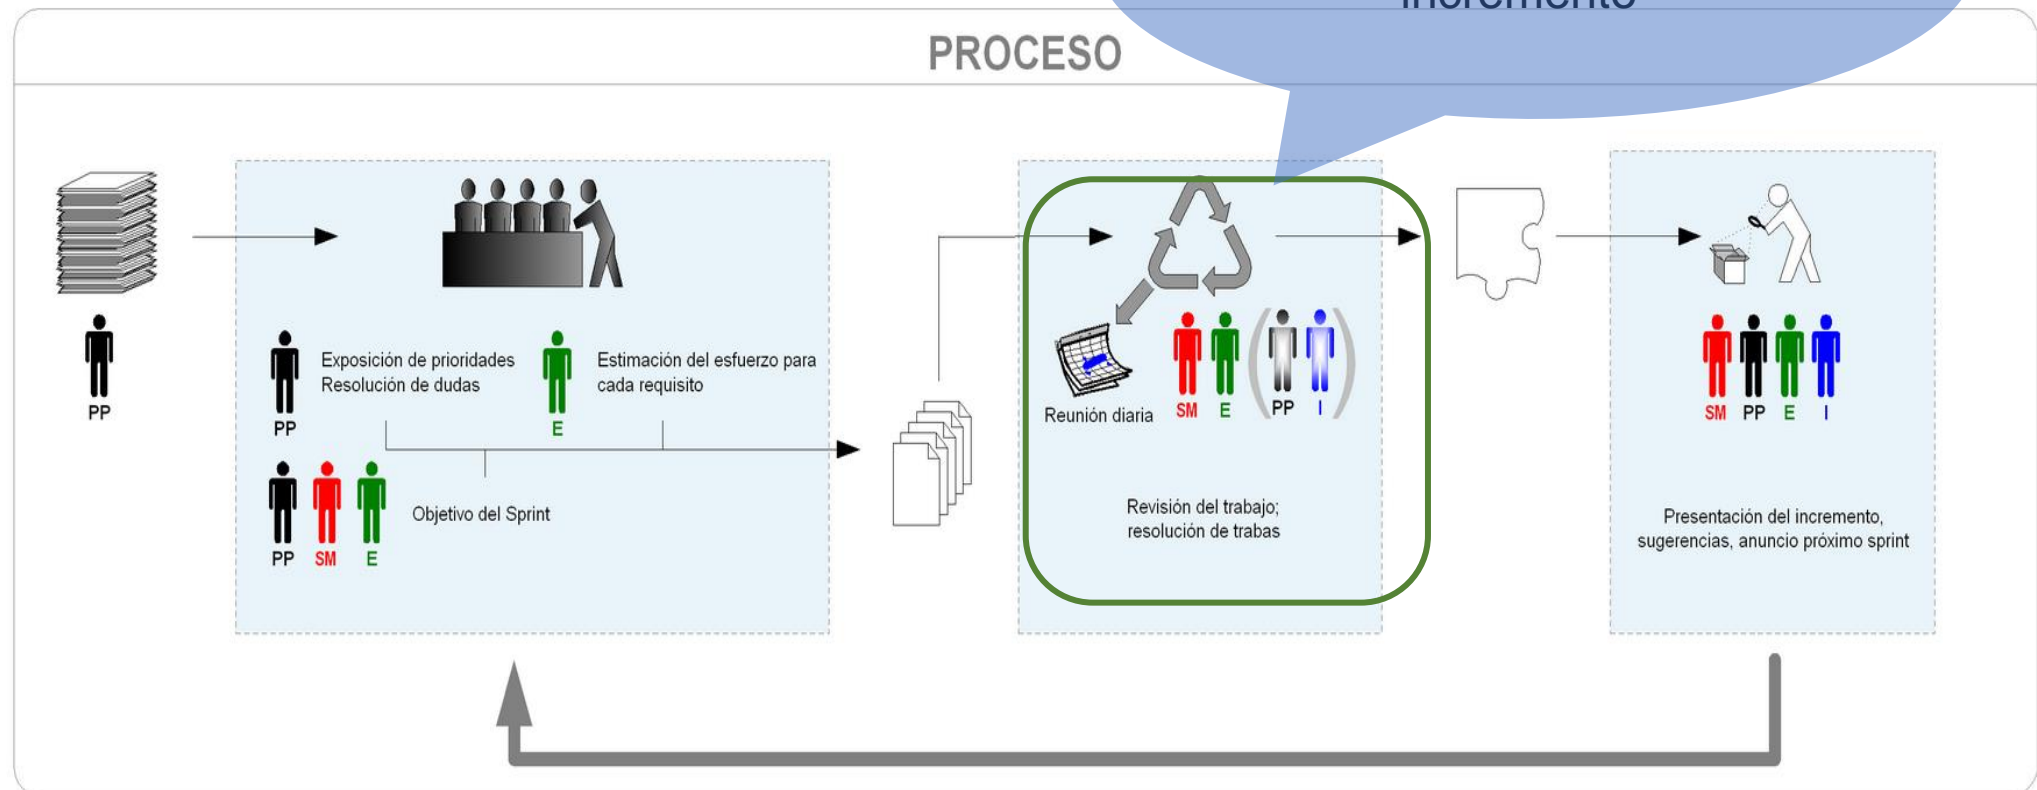 incremento
PROCESO
PP
PP
Exposición de prioridades
Resolución de dudas
E
Estimación del esfuerzo para
cada requisito
PP
SM
E
Objetivo del Sprint
Reunión diaria
SM
E
PP
I
Revisión del trabajo;
resolución de trabas
SM
PP
E
I
Presentación del incremento,
sugerencias, anuncio próximo sprint